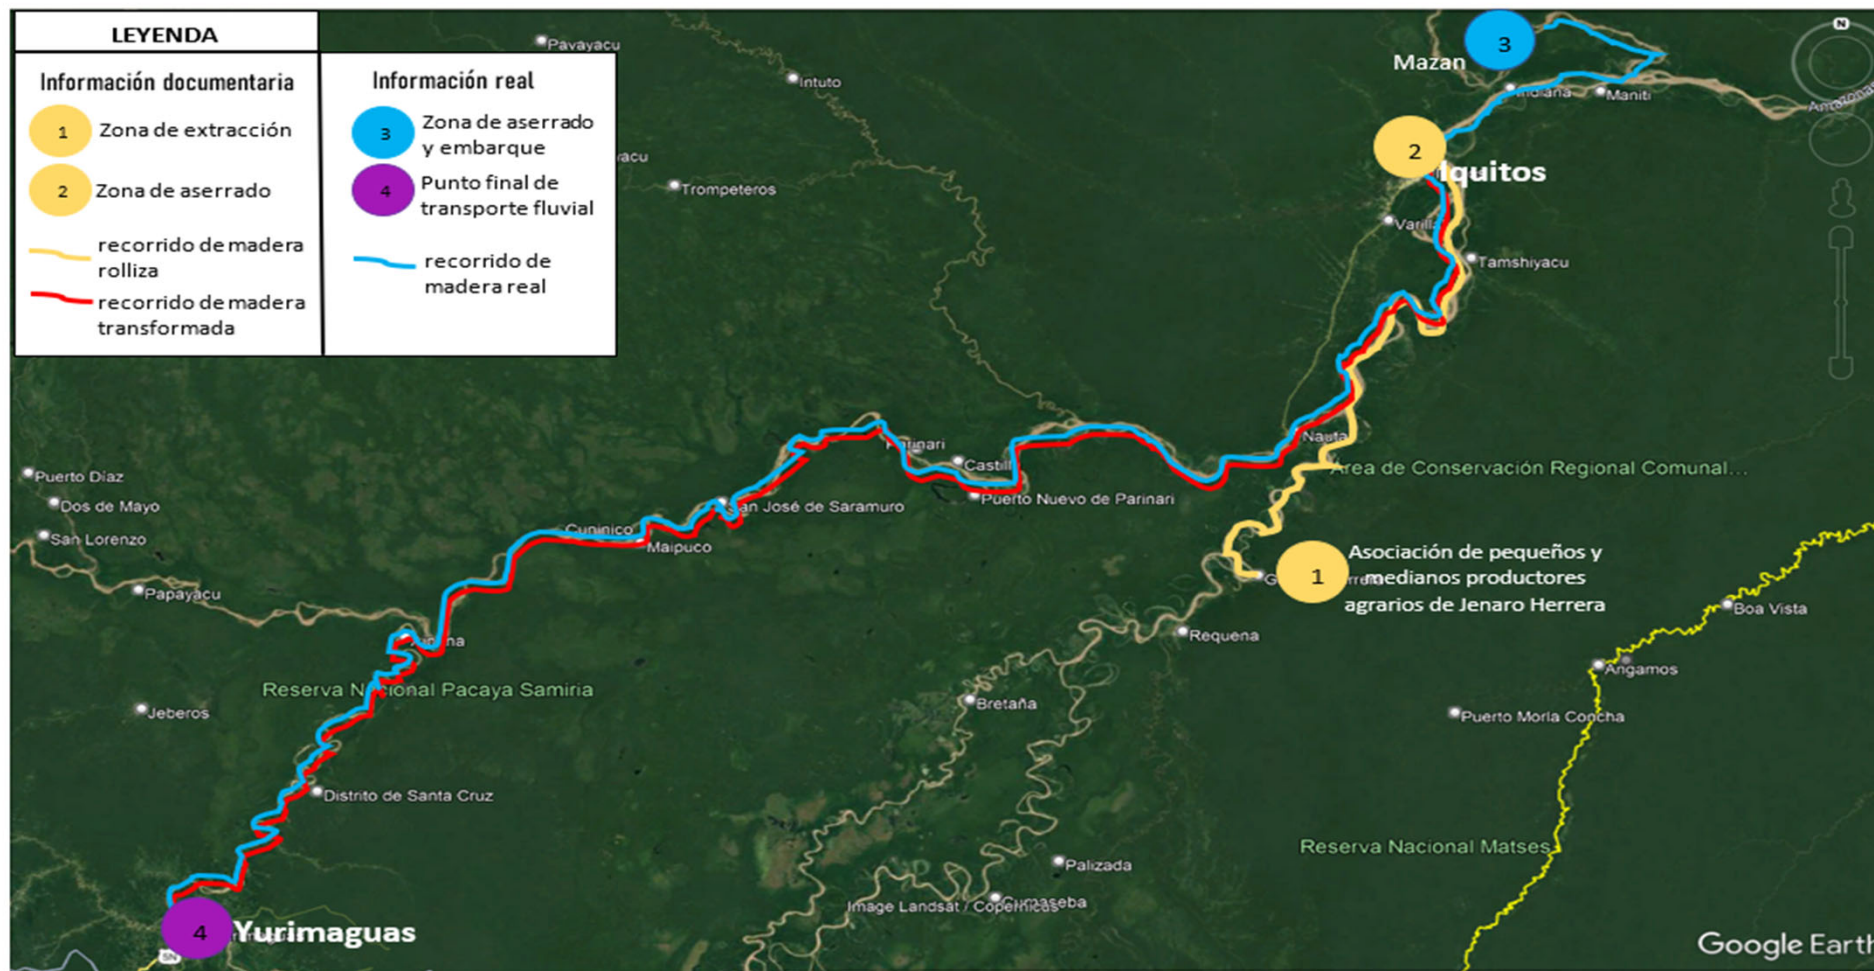 LEYENDA
Información documentaria
1 Zona de extracción
2 Zona de aserrado
recorrido de madera
rolliza
recorrido de madera
transformada
Información real
3 Zona de aserrado
y embarque
4 Punto final de
transporte fluvial
recorrido de
madera real
Pavayacu
Intuto
Trompeteros
N
3
Mazan
Indiana
Maniti
Amazonas
2
Iquitos
Varilla
Tamshiyacu
Parinari
Castill
Nauta
Área de Conservación Regional Comunal...
Puerto Díaz
Dos de Mayo
San Lorenzo
Puerto Nuevo de Parinari
San José de Saramuro
Cuninico
Maipuco
Papayacu
1
Asociación de pequeños y
medianos productores
agrarios de Jenaro Herrera
Boa Vista
Requena
Angamos
Reserva Nacional Pacaya Samiria
Bretaña
Jeberos
Puerto Morla Concha
Distrito de Santa Cruz
Reserva Nacional Matses
Palizada
Image Landsat / Copernicus
4
Yurimaguas
5N
Google Earth